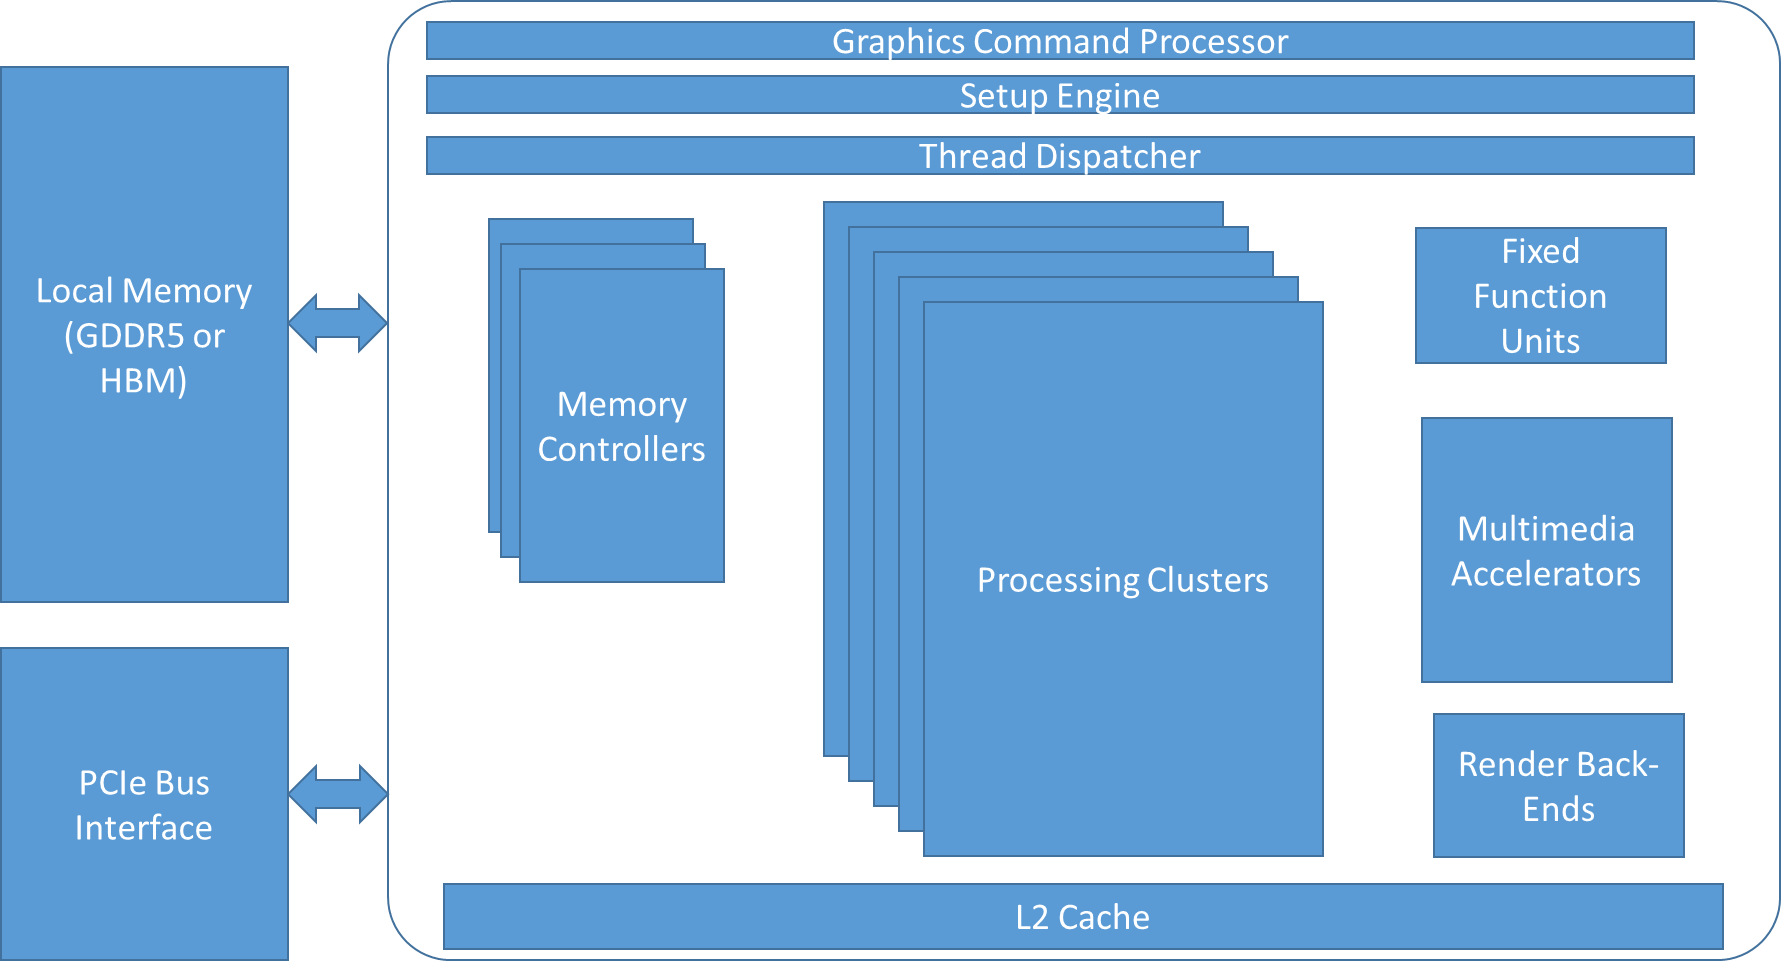 Graphics Command Processor
Setup Engine
Thread Dispatcher
Local Memory
(GDDR5 or
HBM)
Memory
Controllers
Processing Clusters
Fixed
Function
Units
Multimedia
Accelerators
Render Back-
Ends
PCIe Bus
Interface
L2 Cache